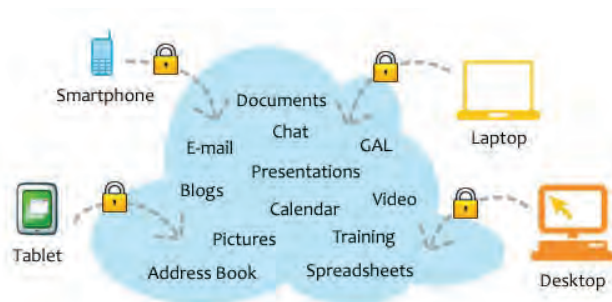 Smartphone
Documents
Chat
E-mail
GAL
Laptop
Presentations
Blogs
Video
Calendar
Tablet
Pictures
Training
Address Book
Spreadsheets
Desktop